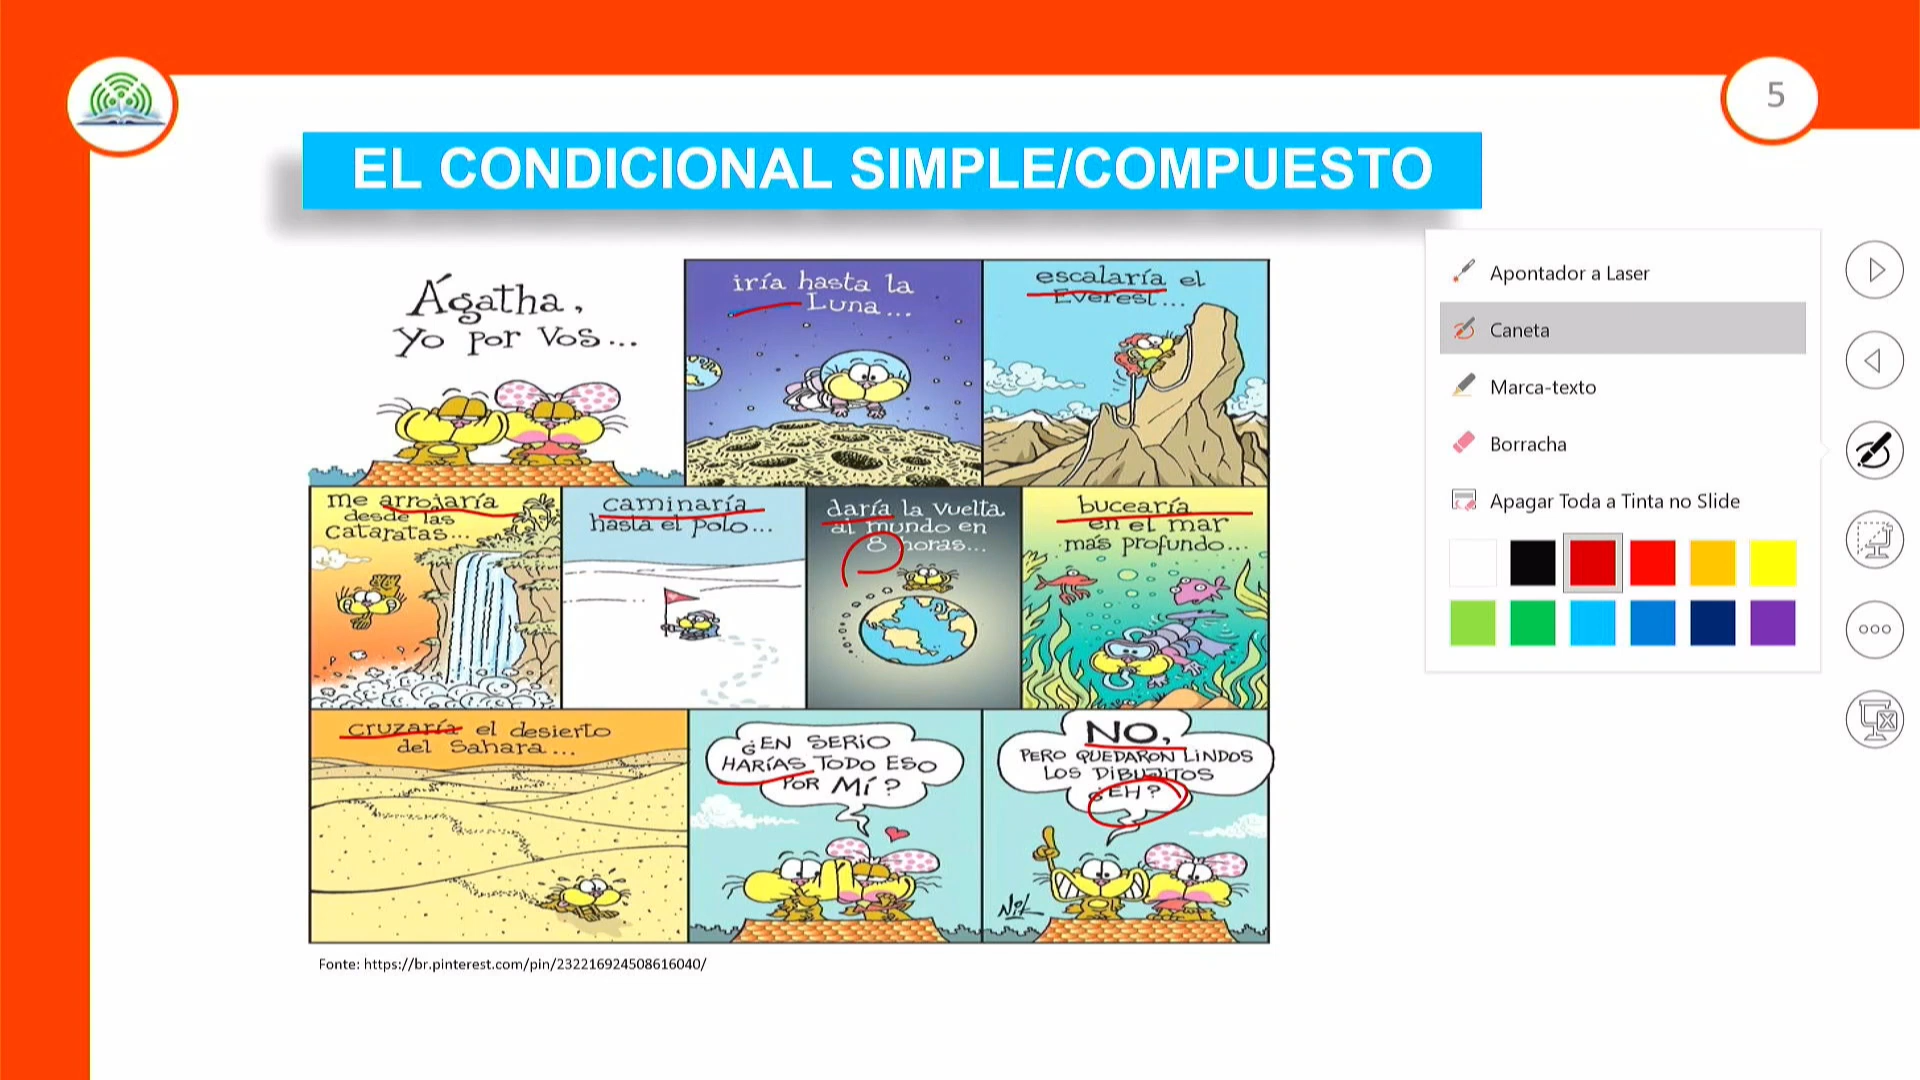 5
EL CONDICIONAL SIMPLE/COMPUESTO
Ágatha,
yo por vos...
iría hasta la
Luna...
escalaría el
Everest...
me arrojaría
desde las
Cataratas...
caminaría
hasta el Polo...
daría la vuelta
al mundo en
8 horas...
bucearía
en el mar
más profundo...
cruzaría el desierto
del Sahara...
¿EN SERIO
HARÍAS TODO ESO
POR MÍ?
NO,
PERO QUEDARON LINDOS
LOS DIBUJITOS
¿EH?
NIK
Fonte: https://br.pinterest.com/pin/232216924508616040/
Apontador a Laser
Caneta
Marca-texto
Borracha
Apagar Toda a Tinta no Slide